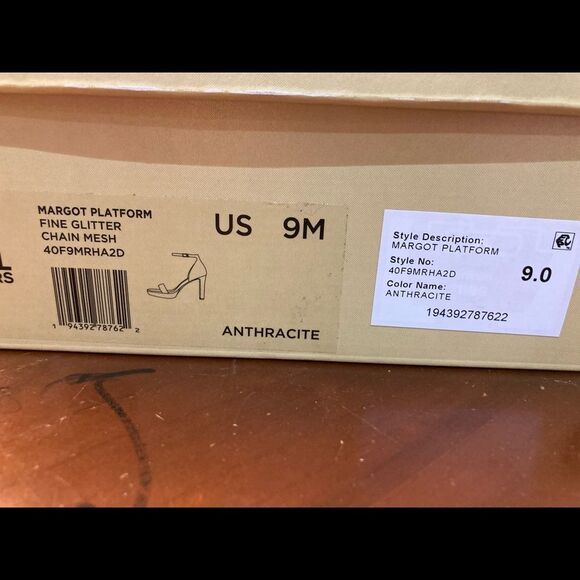 MARGOT PLATFORM
FINE GLITTER
CHAIN MESH
40F9MRHA2D
1 94392 78762 2
US 9M
ANTHRACITE
L
RS
Style Description:
MARGOT PLATFORM
Style No:
40F9MRHA2D
Color Name:
ANTHRACITE
9.0
194392787622